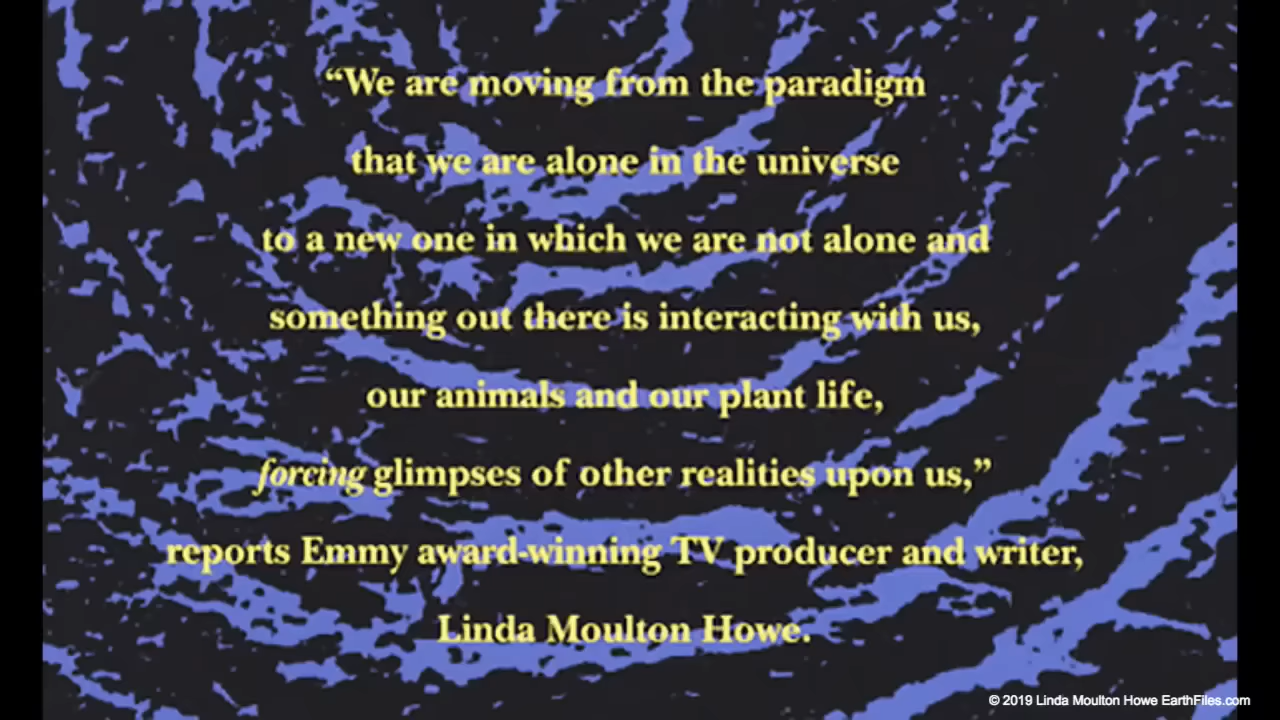 “We are moving from the paradigm
that we are alone in the universe
to a new one in which we are not alone and
something out there is interacting with us,
our animals and our plant life,
forcing glimpses of other realities upon us,”
reports Emmy award-winning TV producer and writer,
Linda Moulton Howe.
© 2019 Linda Moulton Howe EarthFiles.com